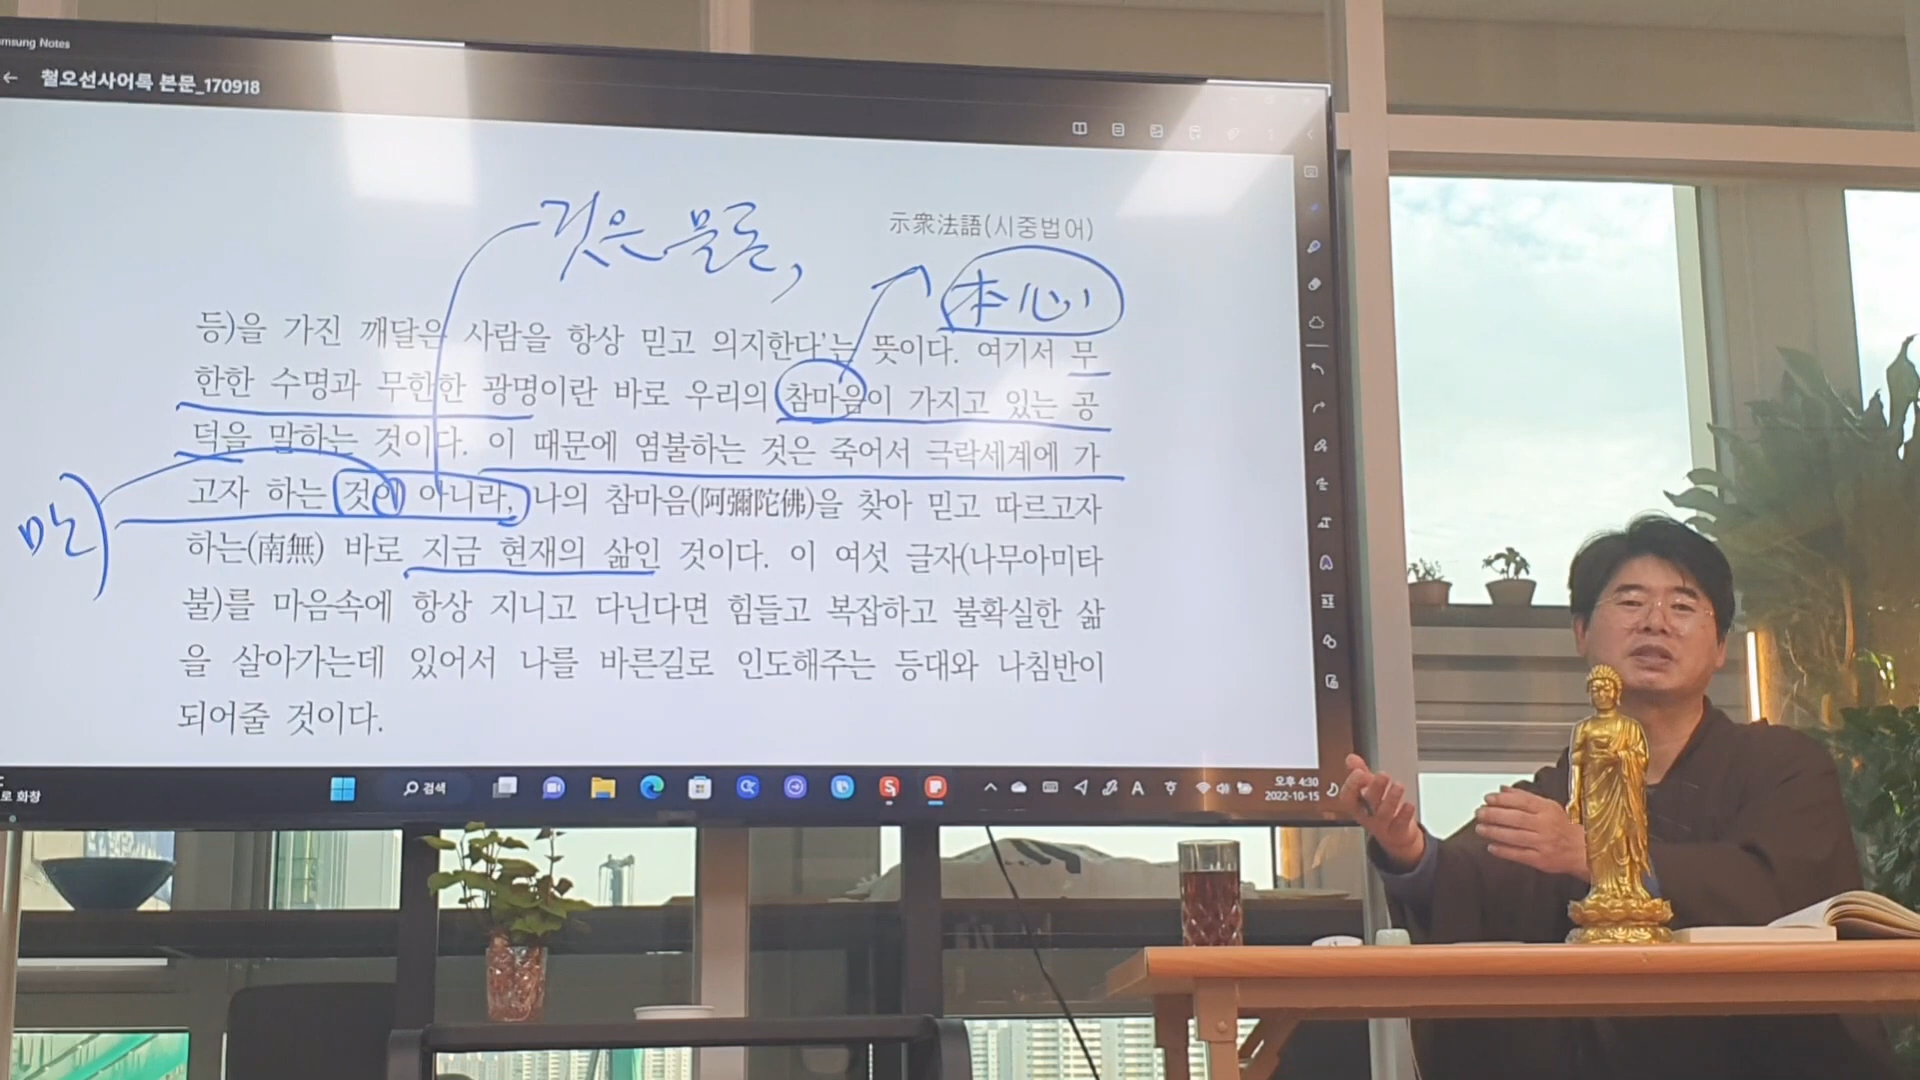 msung Notes
철오선사어록 본문_170918
示衆法語(시중법어)
것은 물론,
本心
등)을 가진 깨달은 사람을 항상 믿고 의지한다'는 뜻이다. 여기서 무
한한 수명과 무한한 광명이란 바로 우리의 참마음이 가지고 있는 공
덕을 말하는 것이다. 이 때문에 염불하는 것은 죽어서 극락세계에 가
고자 하는 것이 아니라, 나의 참마음(阿彌陀佛)을 찾아 믿고 따르고자
만
하는(南無) 바로 지금 현재의 삶인 것이다. 이 여섯 글자(나무아미타
불)를 마음속에 항상 지니고 다닌다면 힘들고 복잡하고 불확실한 삶
을 살아가는데 있어서 나를 바른길로 인도해주는 등대와 나침반이
되어줄 것이다.
로 화창
검색
A
오후 4:30
2022-10-15